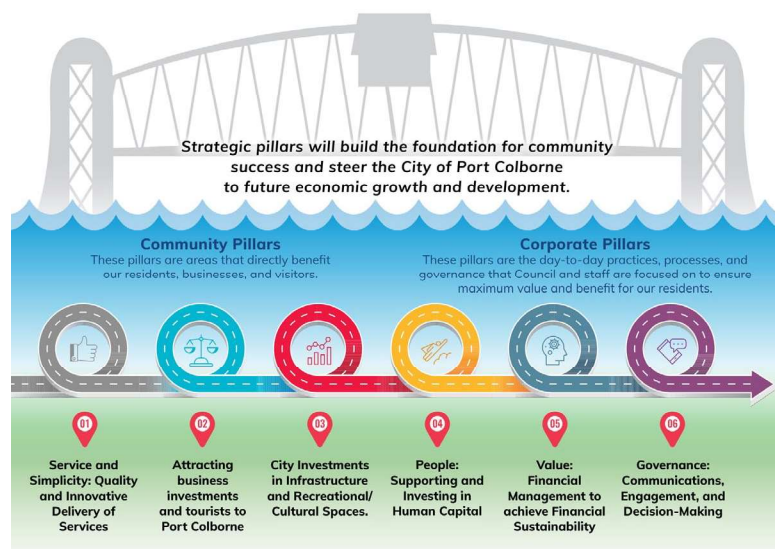 Strategic pillars will build the foundation for community
success and steer the City of Port Colborne
to future economic growth and development.
Community Pillars
These pillars are areas that directly benefit
our residents, businesses, and visitors.
Corporate Pillars
These pillars are the day-to-day practices, processes, and
governance that Council and staff are focused on to ensure
maximum value and benefit for our residents.
01
Service and
Simplicity: Quality
and Innovative
Delivery of
Services
02
Attracting
business
investments
and tourists to
Port Colborne
03
City Investments
in Infrastructure
and Recreational/
Cultural Spaces.
04
People:
Supporting and
Investing in
Human Capital
05
Value:
Financial
Management to
achieve Financial
Sustainability
06
Governance:
Communications,
Engagement, and
Decision-Making